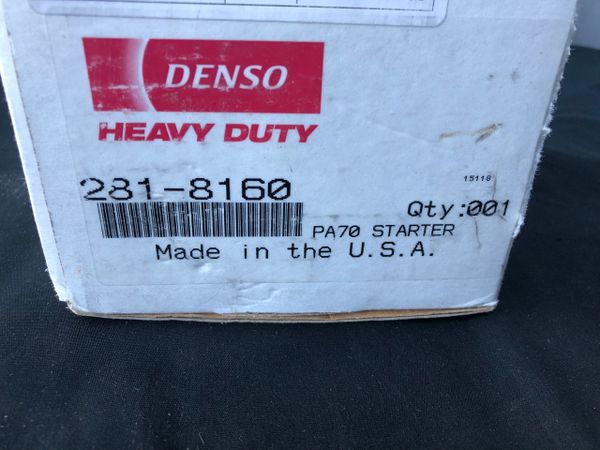 DENSO
HEAVY DUTY
281-8160
15118
Qty:001
PA70 STARTER
Made in the U.S.A.